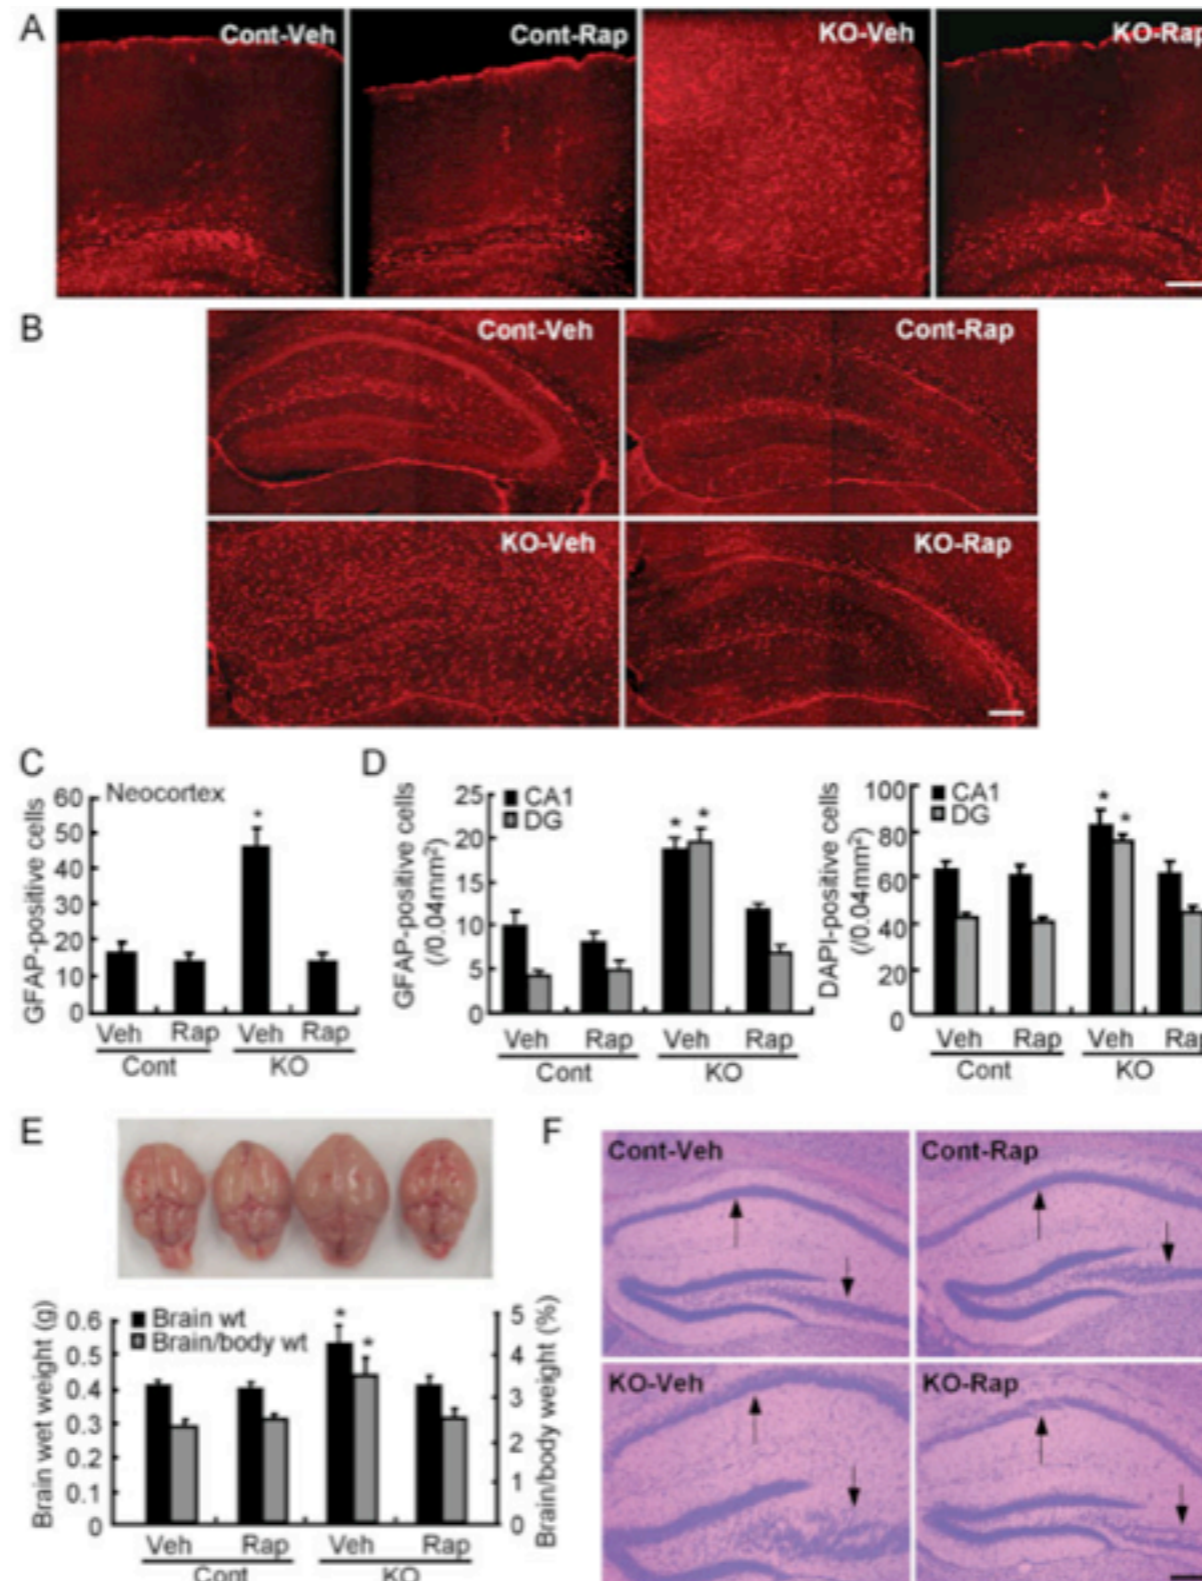 A
Cont-Veh
Cont-Rap
KO-Veh
KO-Rap
B
Cont-Veh
Cont-Rap
KO-Veh
KO-Rap
C
Neocortex
GFAP-positive cells
60
50
40
30
20
10
0
*
Veh
Rap
Veh
Rap
Cont
KO
D
CA1
DG
GFAP-positive cells
(/0.04mm²)
25
20
15
10
5
0
* *
Veh
Rap
Veh
Rap
Cont
KO
CA1
DG
DAPI-positive cells
(/0.04mm²)
100
80
60
40
20
0
* *
Veh
Rap
Veh
Rap
Cont
KO
E
Brain wt
Brain/body wt
Brain wet weight (g)
0.6
0.5
0.4
0.3
0.2
0.1
0
* *
5
4
3
2
1
0
Brain/body weight (%)
Veh
Rap
Veh
Rap
Cont
KO
F
Cont-Veh
Cont-Rap
KO-Veh
KO-Rap